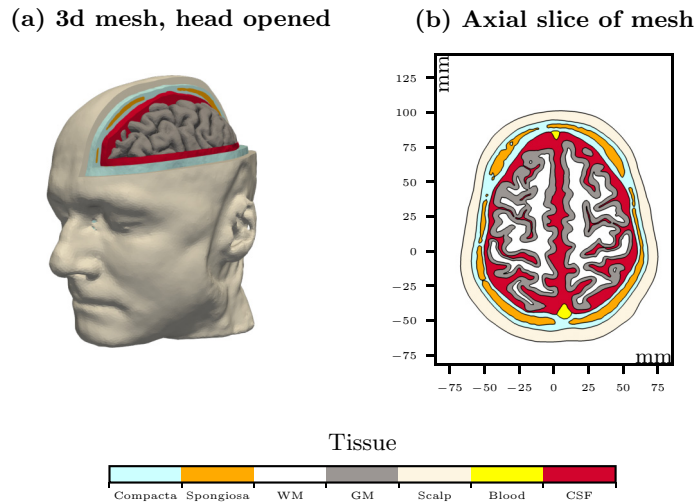 (a) 3d mesh, head opened
(b) Axial slice of mesh
mm
125
100
75
50
25
0
−25
−50
−75
mm
−75 −50 −25 0 25 50 75
Tissue
Compacta Spongiosa WM GM Scalp Blood CSF